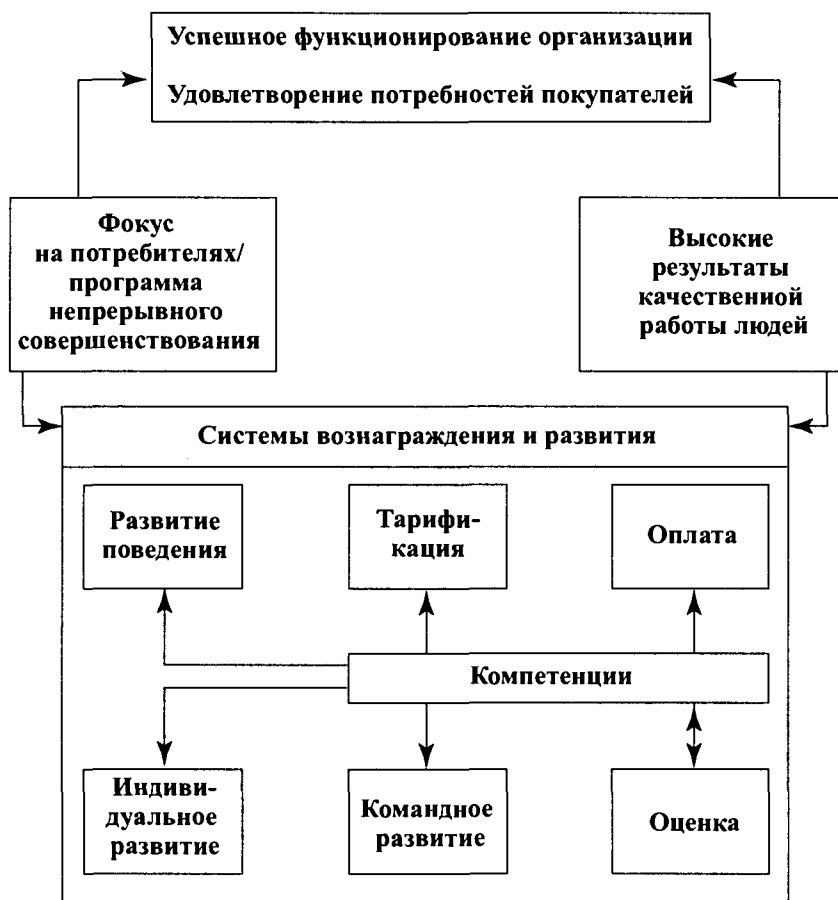 Успешное функционирование организации
Удовлетворение потребностей покупателей
Фокус
на потребителях/
программа
непрерывного
совершенствования
Высокие
результаты
качественной
работы людей
Системы вознаграждения и развития
Развитие
поведения
Тарифи-
кация
Оплата
Компетенции
Индиви-
дуальное
развитие
Командное
развитие
Оценка